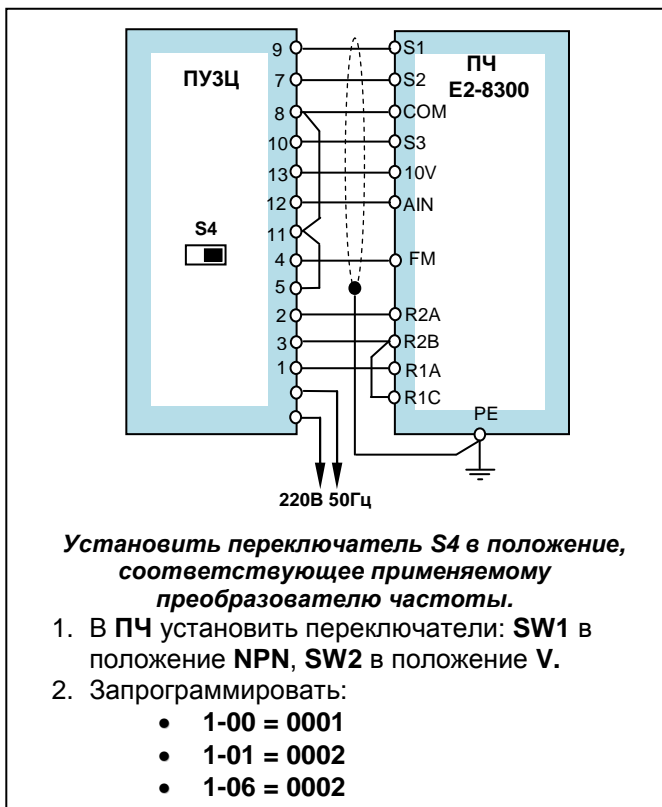 9 S1
ПУЗЦ ПЧ
7 S2 E2-8300
8 COM
10 S3
13 10V
12 AIN
S4 11
4 FM
5
2 R2A
3 R2B
1 R1A
R1C
PE
220В 50Гц
Установить переключатель S4 в положение,
соответствующее применяемому
преобразователю частоты.
1. В ПЧ установить переключатели: SW1 в
положение NPN, SW2 в положение V.
2. Запрограммировать:
• 1-00 = 0001
• 1-01 = 0002
• 1-06 = 0002